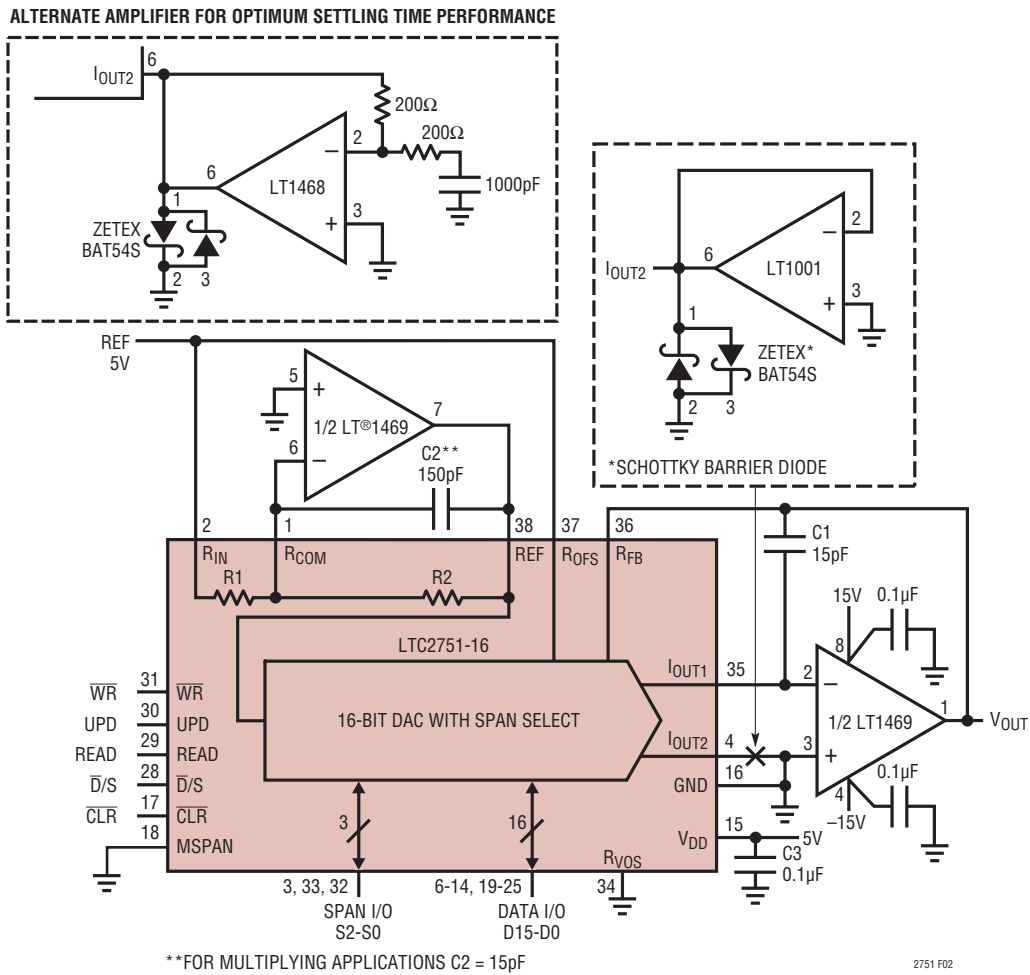 ALTERNATE AMPLIFIER FOR OPTIMUM SETTLING TIME PERFORMANCE
IOUT2
6
200Ω
200Ω
2
–
6
LT1468
1000pF
3
+
1
ZETEX
BAT54S
2 3
2
–
IOUT2
6
LT1001
3
+
1
ZETEX*
BAT54S
2 3
*SCHOTTKY BARRIER DIODE
REF
5V
5
+
7
1/2 LT®1469
6
–
C2**
150pF
2 1 38 37 36
RIN RCOM REF ROFS RFB
C1
15pF
R1 R2
LTC2751-16
15V
0.1µF
8
IOUT1 35 2
–
16-BIT DAC WITH SPAN SELECT
1/2 LT1469
1
VOUT
IOUT2 4 3
+
GND 16
0.1µF
4
–15V
WR 31 WR
UPD 30 UPD
READ 29 READ
D/S 28 D/S
CLR 17 CLR
18 MSPAN
3 16
VDD 15 5V
C3
0.1µF
RVOS
34
3, 33, 32
SPAN I/O
S2-S0
6-14, 19-25
DATA I/O
D15-D0
**FOR MULTIPLYING APPLICATIONS C2 = 15pF
2751 F02